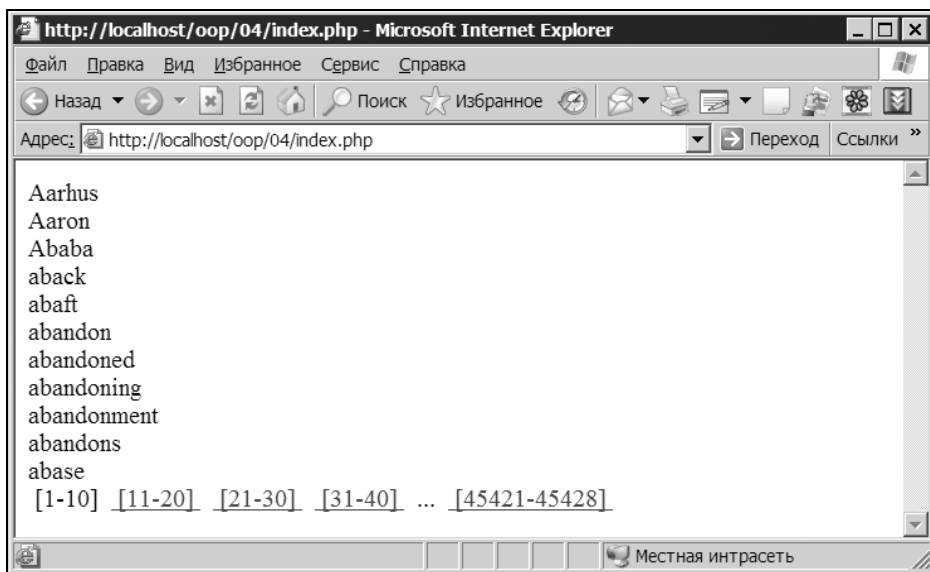 http://localhost/oop/04/index.php - Microsoft Internet Explorer
Файл Правка Вид Избранное Сервис Справка
Назад Поиск Избранное
Адрес: http://localhost/oop/04/index.php Переход Ссылки »
Aarhus
Aaron
Ababa
aback
abaft
abandon
abandoned
abandoning
abandonment
abandons
abase
[1-10] [11-20] [21-30] [31-40] ... [45421-45428]
Местная интрасеть